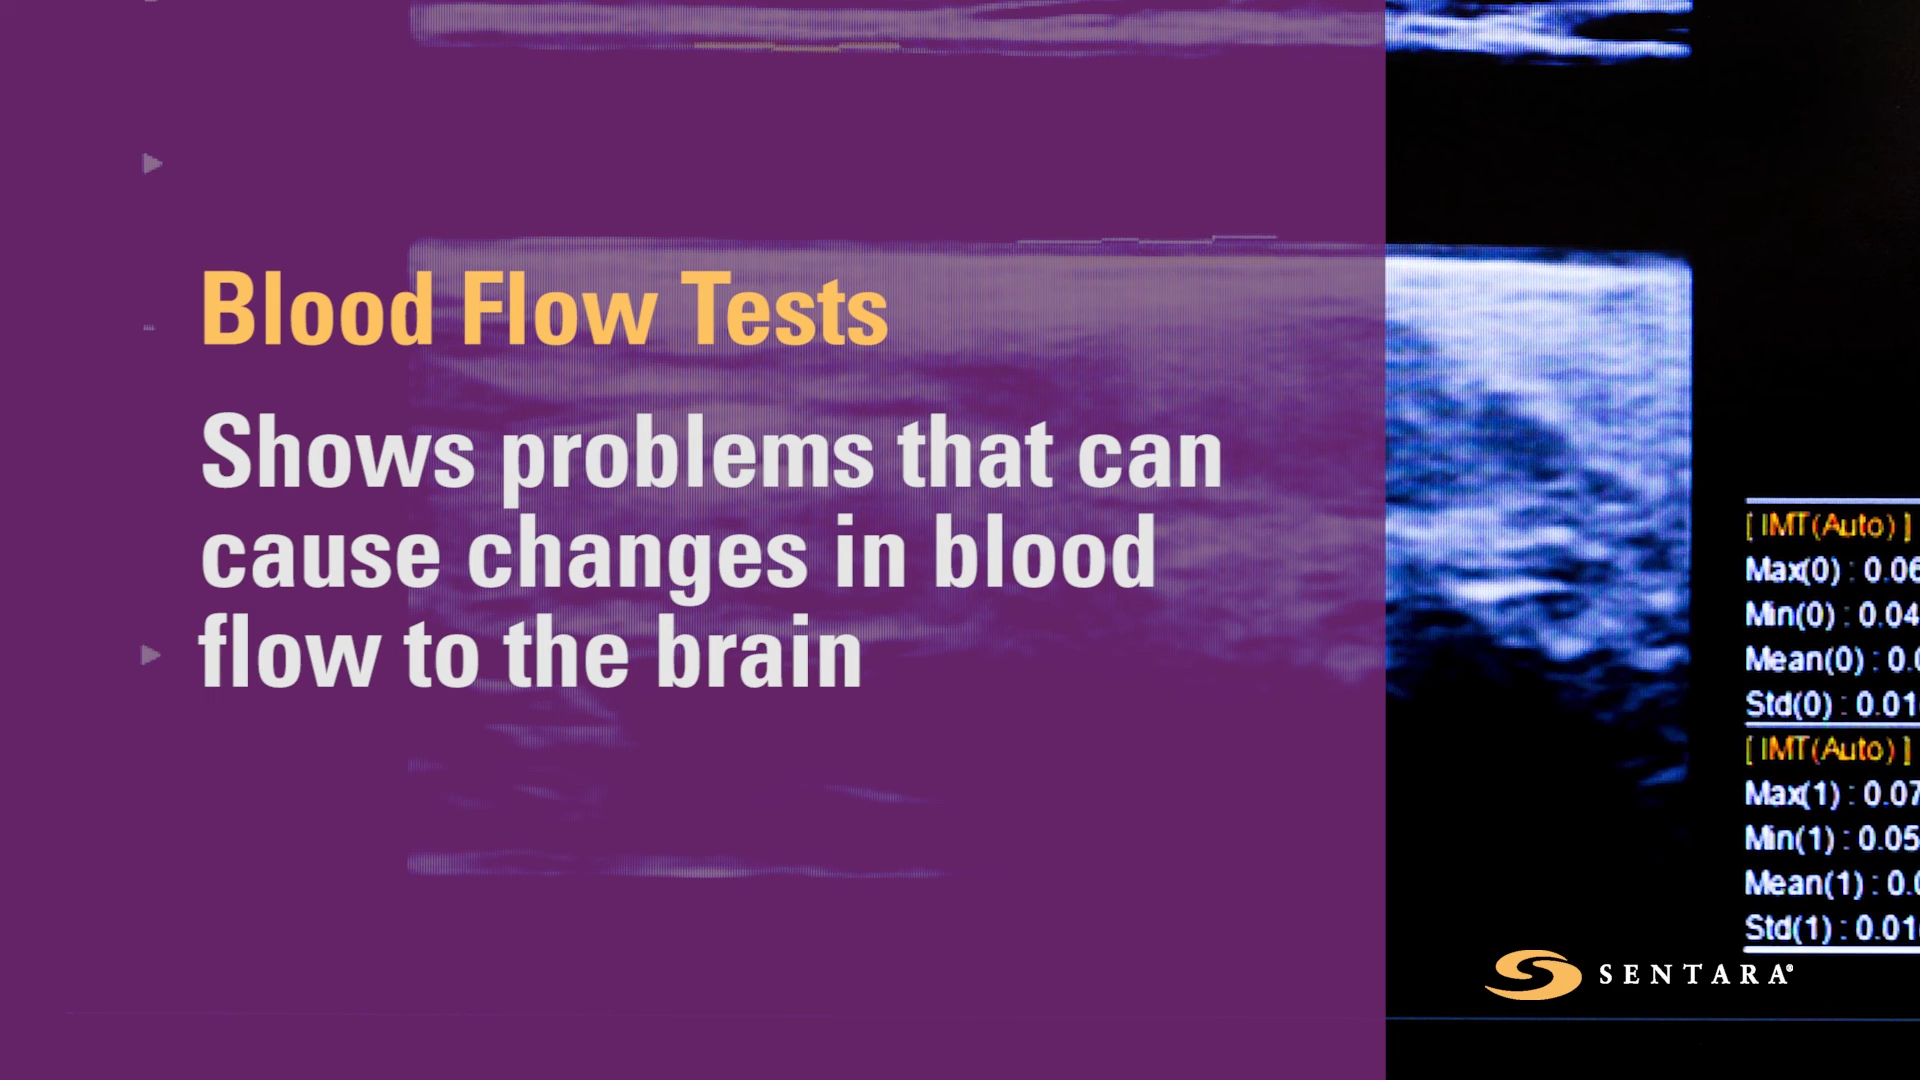 Blood Flow Tests
Shows problems that can
cause changes in blood
flow to the brain
[ IMT(Auto) ]
Max(0) : 0.06
Min(0) : 0.04
Mean(0) : 0.0
Std(0) : 0.01
[ IMT(Auto) ]
Max(1) : 0.07
Min(1) : 0.05
Mean(1) : 0.0
Std(1) : 0.01
SENTARA®